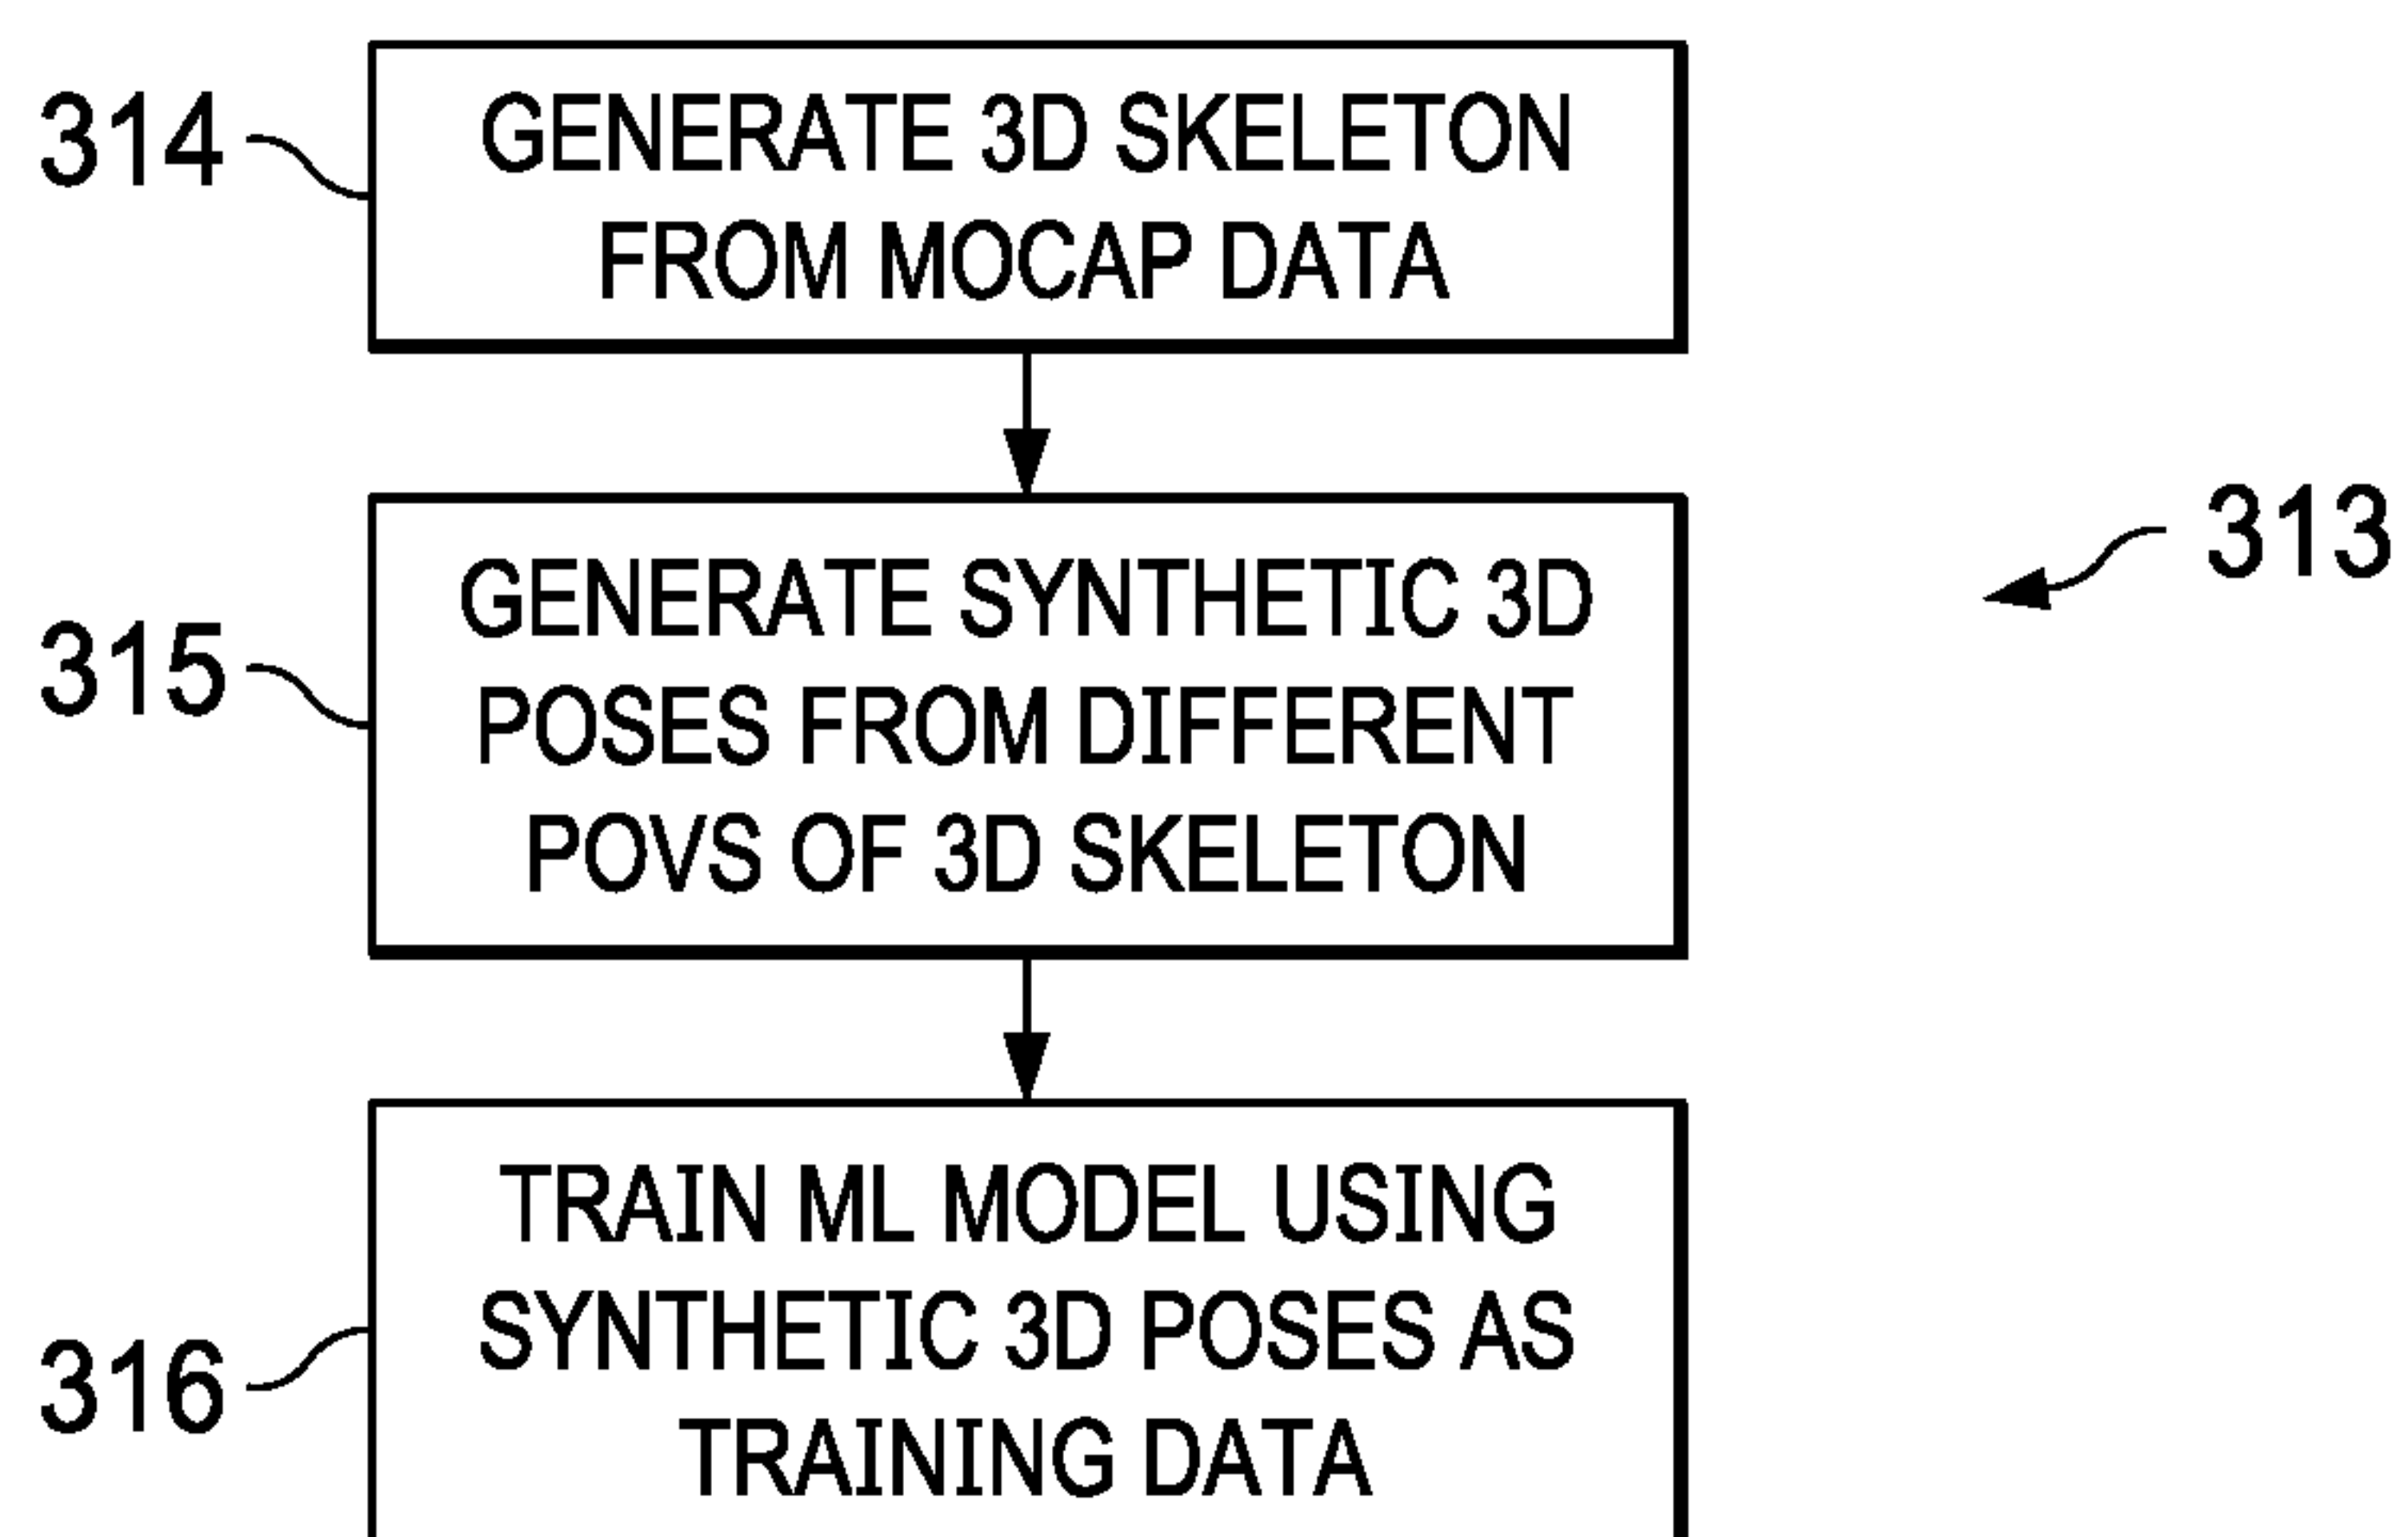 314
GENERATE 3D SKELETON
FROM MOCAP DATA
315
GENERATE SYNTHETIC 3D
POSES FROM DIFFERENT
POVS OF 3D SKELETON
313
316
TRAIN ML MODEL USING
SYNTHETIC 3D POSES AS
TRAINING DATA